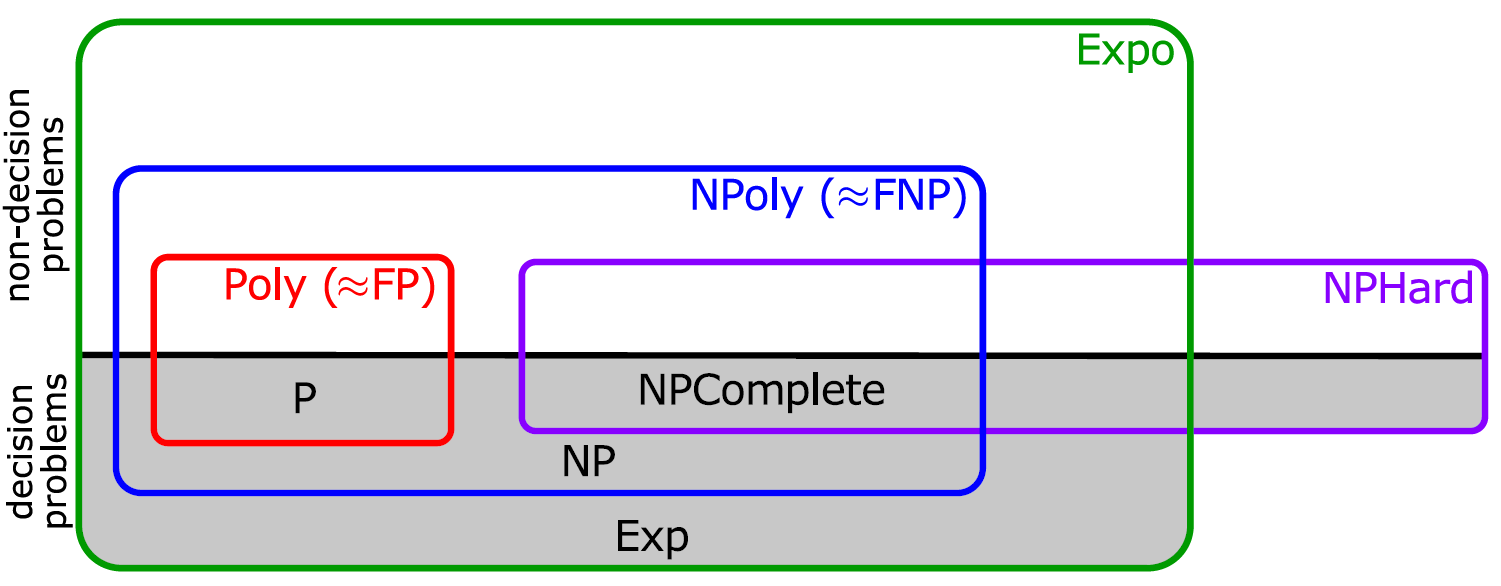 Expo
non-decision
problems
NPoly (≈FNP)
Poly (≈FP)
NPHard
decision
problems
P
NPComplete
NP
Exp